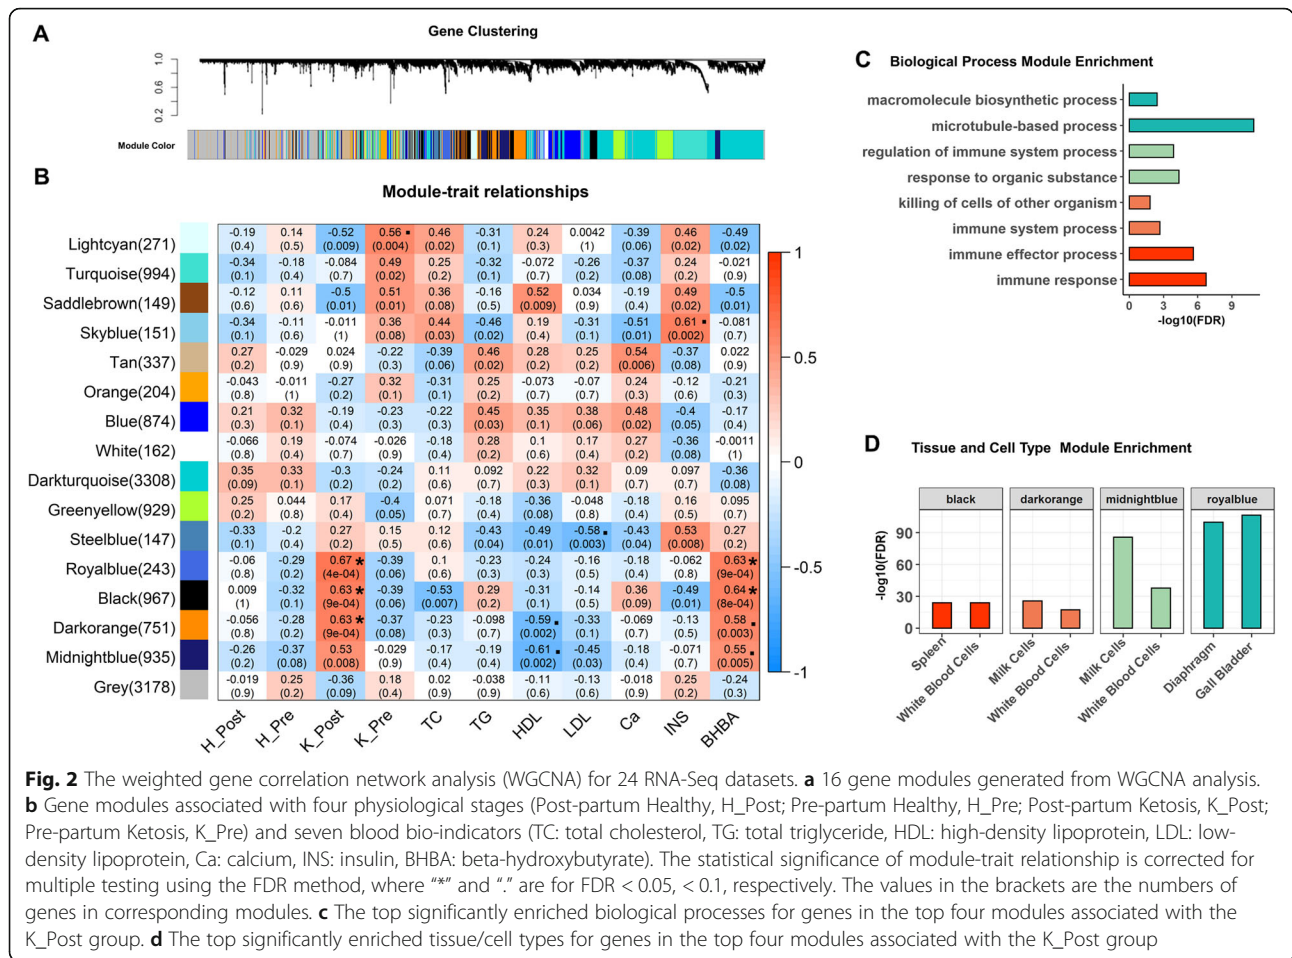 A
Gene Clustering
1.0
0.8
0.6
0.4
0.2
Module Color
B
Module-trait relationships
Lightcyan(271) -0.19 0.14 -0.52 0.56 ▪ 0.46 -0.31 0.24 0.0042 -0.39 0.46 -0.49
(0.4) (0.5) (0.009) (0.004) (0.02) (0.1) (0.3) (1) (0.06) (0.02) (0.02)
Turquoise(994) -0.34 -0.18 -0.084 0.49 0.25 -0.32 -0.072 -0.26 -0.37 0.24 -0.021
(0.1) (0.4) (0.7) (0.02) (0.2) (0.1) (0.7) (0.2) (0.08) (0.2) (0.9)
Saddlebrown(149) -0.12 0.11 -0.5 0.51 0.36 -0.16 0.52 0.034 -0.19 0.49 -0.5
(0.6) (0.6) (0.01) (0.01) (0.08) (0.5) (0.009) (0.9) (0.4) (0.02) (0.01)
Skyblue(151) -0.34 -0.11 -0.011 0.36 0.44 -0.46 0.19 -0.31 -0.51 0.61 ▪ -0.081
(0.1) (0.6) (1) (0.08) (0.03) (0.02) (0.4) (0.1) (0.01) (0.002) (0.7)
Tan(337) 0.27 -0.029 0.024 -0.22 -0.39 0.46 0.28 0.25 0.54 -0.37 0.022
(0.2) (0.9) (0.9) (0.3) (0.06) (0.02) (0.2) (0.2) (0.006) (0.08) (0.9)
Orange(204) -0.043 -0.011 -0.27 0.32 -0.31 0.25 -0.073 -0.07 0.24 -0.12 -0.21
(0.8) (1) (0.2) (0.1) (0.1) (0.2) (0.7) (0.7) (0.3) (0.6) (0.3)
Blue(874) 0.21 0.32 -0.19 -0.23 -0.22 0.45 0.35 0.38 0.48 -0.4 -0.17
(0.3) (0.1) (0.4) (0.3) (0.3) (0.03) (0.1) (0.06) (0.02) (0.05) (0.4)
White(162) -0.066 0.19 -0.074 -0.026 -0.18 0.28 0.1 0.17 0.27 -0.36 -0.0011
(0.8) (0.4) (0.7) (0.9) (0.4) (0.2) (0.6) (0.4) (0.2) (0.08) (1)
Darkturquoise(3308) 0.35 0.33 -0.3 -0.24 0.11 0.092 0.22 0.32 0.09 0.097 -0.36
(0.09) (0.1) (0.2) (0.2) (0.6) (0.7) (0.3) (0.1) (0.7) (0.7) (0.08)
Greenyellow(929) 0.25 0.044 0.17 -0.4 0.071 -0.18 -0.36 -0.048 -0.18 0.16 0.095
(0.2) (0.8) (0.4) (0.05) (0.7) (0.4) (0.08) (0.8) (0.4) (0.5) (0.7)
Steelblue(147) -0.33 -0.2 0.27 0.15 0.12 -0.43 -0.49 -0.58 ▪ -0.43 0.53 0.27
(0.1) (0.4) (0.2) (0.5) (0.6) (0.04) (0.01) (0.003) (0.04) (0.008) (0.2)
Royalblue(243) -0.06 -0.29 0.67 * -0.39 0.1 -0.23 -0.24 -0.16 -0.18 -0.062 0.63 *
(0.8) (0.2) (4e-04) (0.06) (0.6) (0.3) (0.3) (0.5) (0.4) (0.8) (9e-04)
Black(967) 0.009 -0.32 0.63 * -0.39 -0.53 0.29 -0.31 -0.14 0.36 -0.49 0.64 *
(1) (0.1) (9e-04) (0.06) (0.007) (0.2) (0.1) (0.5) (0.09) (0.01) (8e-04)
Darkorange(751) -0.056 -0.28 0.63 * -0.37 -0.23 -0.098 -0.59 ▪ -0.33 -0.069 -0.13 0.58 ▪
(0.8) (0.2) (9e-04) (0.08) (0.3) (0.7) (0.002) (0.1) (0.7) (0.5) (0.003)
Midnightblue(935) -0.26 -0.37 0.53 -0.029 -0.17 -0.19 -0.61 ▪ -0.45 -0.18 -0.071 0.55 ▪
(0.2) (0.08) (0.008) (0.9) (0.4) (0.4) (0.002) (0.03) (0.4) (0.7) (0.005)
Grey(3178) -0.019 0.25 -0.36 0.18 0.02 -0.038 -0.11 -0.13 -0.018 0.25 -0.24
(0.9) (0.2) (0.09) (0.4) (0.9) (0.9) (0.6) (0.6) (0.9) (0.2) (0.3)
H_Post H_Pre K_Post K_Pre TC TG HDL LDL Ca INS BHBA
1
0.5
0
-0.5
-1
C
Biological Process Module Enrichment
macromolecule biosynthetic process
microtubule-based process
regulation of immune system process
response to organic substance
killing of cells of other organism
immune system process
immune effector process
immune response
0 3 6 9
-log10(FDR)
D
Tissue and Cell Type Module Enrichment
black darkorange midnightblue royalblue
-log10(FDR)
90
60
30
0
Spleen White Blood Cells Milk Cells White Blood Cells Milk Cells White Blood Cells Diaphragm Gall Bladder
Fig. 2 The weighted gene correlation network analysis (WGCNA) for 24 RNA-Seq datasets. a 16 gene modules generated from WGCNA analysis.
b Gene modules associated with four physiological stages (Post-partum Healthy, H_Post; Pre-partum Healthy, H_Pre; Post-partum Ketosis, K_Post;
Pre-partum Ketosis, K_Pre) and seven blood bio-indicators (TC: total cholesterol, TG: total triglyceride, HDL: high-density lipoprotein, LDL: low-
density lipoprotein, Ca: calcium, INS: insulin, BHBA: beta-hydroxybutyrate). The statistical significance of module-trait relationship is corrected for
multiple testing using the FDR method, where “*” and “.” are for FDR < 0.05, < 0.1, respectively. The values in the brackets are the numbers of
genes in corresponding modules. c The top significantly enriched biological processes for genes in the top four modules associated with the
K_Post group. d The top significantly enriched tissue/cell types for genes in the top four modules associated with the K_Post group